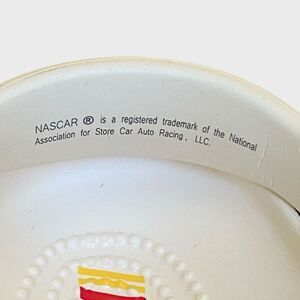 NASCAR ® is a registered trademark of the National
Association for Store Car Auto Racing, LLC.